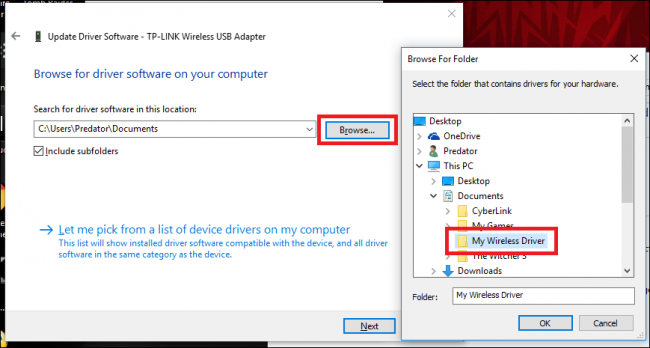 Update Driver Software - TP-LINK Wireless USB Adapter
Browse for driver software on your computer
Search for driver software in this location:
C:\Users\Predator\Documents
Browse...
Include subfolders
Let me pick from a list of device drivers on my computer
This list will show installed driver software compatible with the device, and all driver
software in the same category as the device.
Next
Browse For Folder
Select the folder that contains drivers for your hardware.
Desktop
OneDrive
Predator
This PC
Desktop
Documents
CyberLink
My Games
My Wireless Driver
The Witcher 3
Downloads
Folder:
My Wireless Driver
OK
Cancel